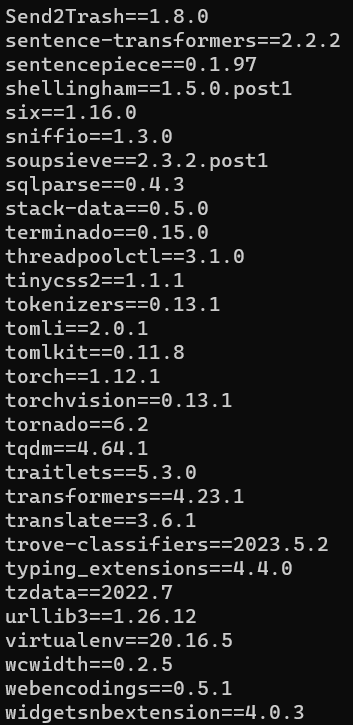 Send2Trash==1.8.0
sentence-transformers==2.2.2
sentencepiece==0.1.97
shellingham==1.5.0.post1
six==1.16.0
sniffio==1.3.0
soupsieve==2.3.2.post1
sqlparse==0.4.3
stack-data==0.5.0
terminado==0.15.0
threadpoolctl==3.1.0
tinycss2==1.1.1
tokenizers==0.13.1
tomli==2.0.1
tomlkit==0.11.8
torch==1.12.1
torchvision==0.13.1
tornado==6.2
tqdm==4.64.1
traitlets==5.3.0
transformers==4.23.1
translate==3.6.1
trove-classifiers==2023.5.2
typing_extensions==4.4.0
tzdata==2022.7
urllib3==1.26.12
virtualenv==20.16.5
wcwidth==0.2.5
webencodings==0.5.1
widgetsnbextension==4.0.3